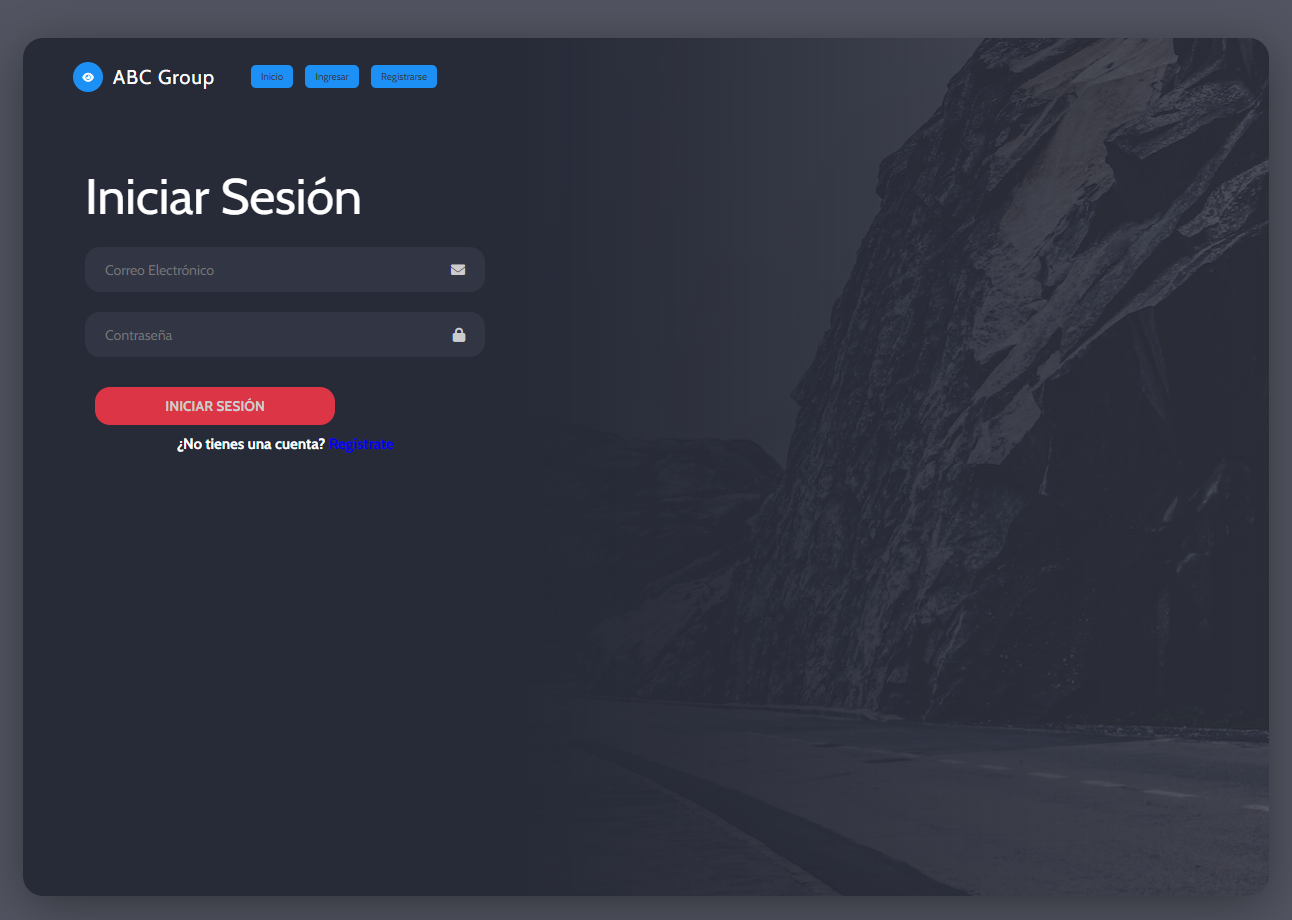 ABC Group Inicio Ingresar Registrarse
Iniciar Sesión
Correo Electrónico
Contraseña
INICIAR SESIÓN
¿No tienes una cuenta? Registrate